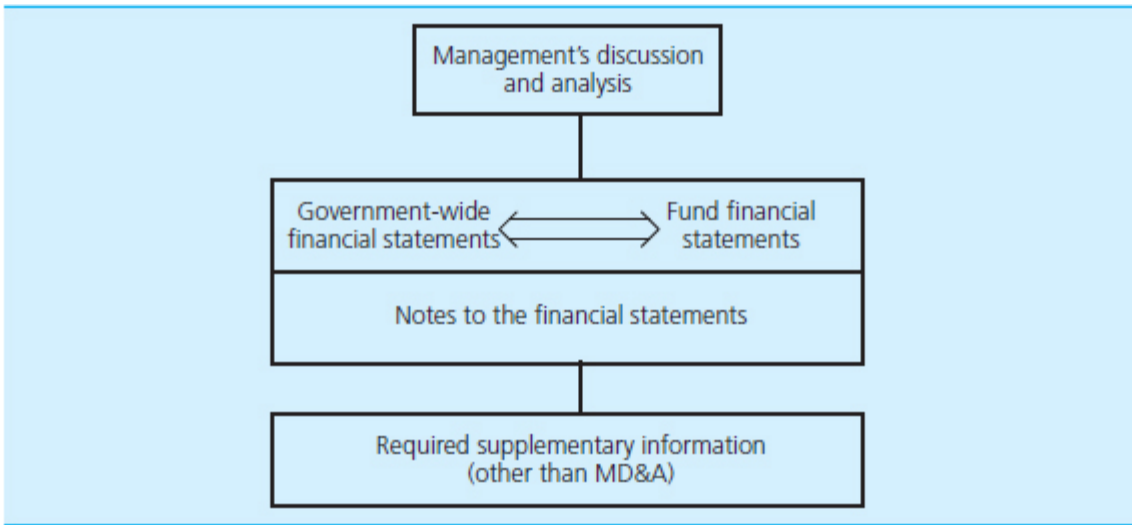 Management's discussion
and analysis
Government-wide
financial statements
Fund financial
statements
Notes to the financial statements
Required supplementary information
(other than MD&A)